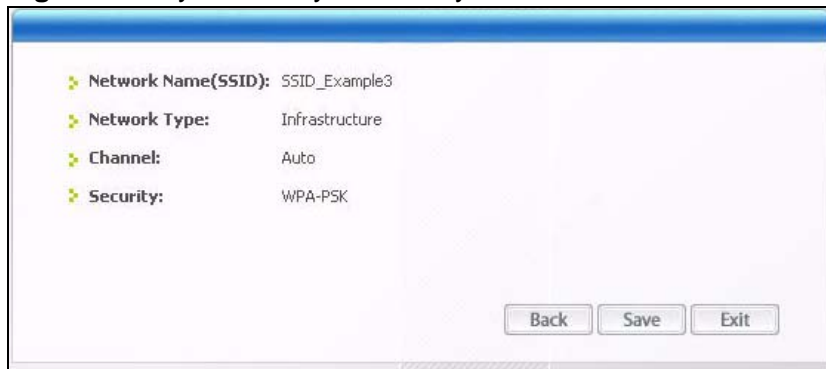 Network Name(SSID): SSID_Example3
Network Type: Infrastructure
Channel: Auto
Security: WPA-PSK
Back Save Exit